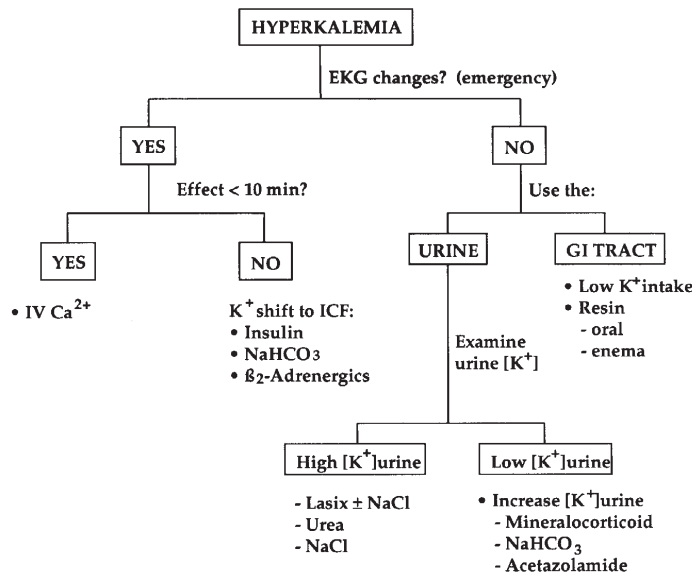 HYPERKALEMIA
EKG changes? (emergency)
YES
NO
Effect < 10 min?
Use the:
YES
NO
URINE
GI TRACT
• IV Ca²⁺
K⁺ shift to ICF:
• Insulin
• NaHCO₃
• ß₂-Adrenergics
• Low K⁺ intake
• Resin
- oral
- enema
Examine
urine [K⁺]
High [K⁺]urine
Low [K⁺]urine
- Lasix ± NaCl
- Urea
- NaCl
• Increase [K⁺]urine
- Mineralocorticoid
- NaHCO₃
- Acetazolamide